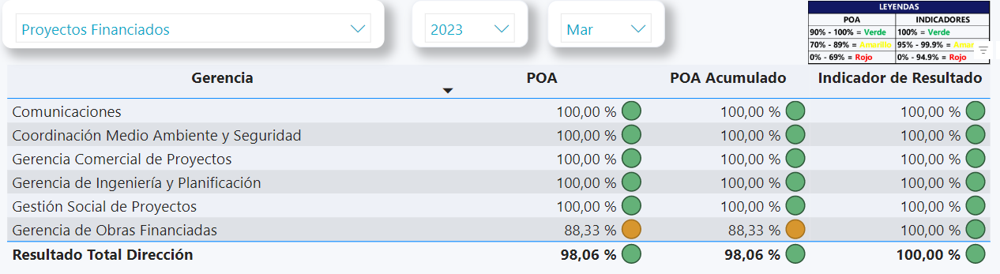 Proyectos Financiados
2023
Mar
LEYENDAS
POA INDICADORES
90% - 100% = Verde 100% = Verde
70% - 89% = Amarillo 95% - 99.9% =
0% - 69% = Rojo 0% - 94.9% = Rojo
Gerencia POA POA Acumulado Indicador de Resultado
Comunicaciones 100,00 % 100,00 % 100,00 %
Coordinación Medio Ambiente y Seguridad 100,00 % 100,00 % 100,00 %
Gerencia Comercial de Proyectos 100,00 % 100,00 % 100,00 %
Gerencia de Ingeniería y Planificación 100,00 % 100,00 % 100,00 %
Gestión Social de Proyectos 100,00 % 100,00 % 100,00 %
Gerencia de Obras Financiadas 88,33 % 88,33 % 100,00 %
Resultado Total Dirección 98,06 % 98,06 % 100,00 %